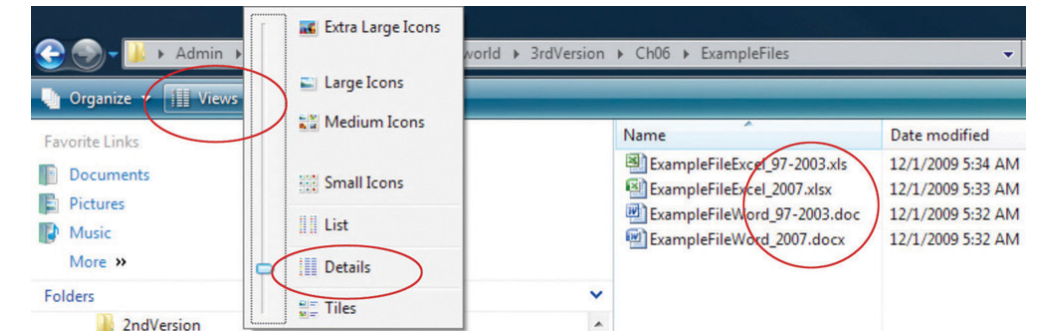 Extra Large Icons
Admin
world 3rdVersion Ch06 ExampleFiles
Large Icons
Organize Views
Medium Icons
Favorite Links
Documents
Pictures
Music
More »
Folders
2ndVersion
Small Icons
List
Details
Tiles
Name Date modified
ExampleFileExcel_97-2003.xls 12/1/2009 5:34 AM
ExampleFileExcel_2007.xlsx 12/1/2009 5:33 AM
ExampleFileWord_97-2003.doc 12/1/2009 5:32 AM
ExampleFileWord_2007.docx 12/1/2009 5:32 AM